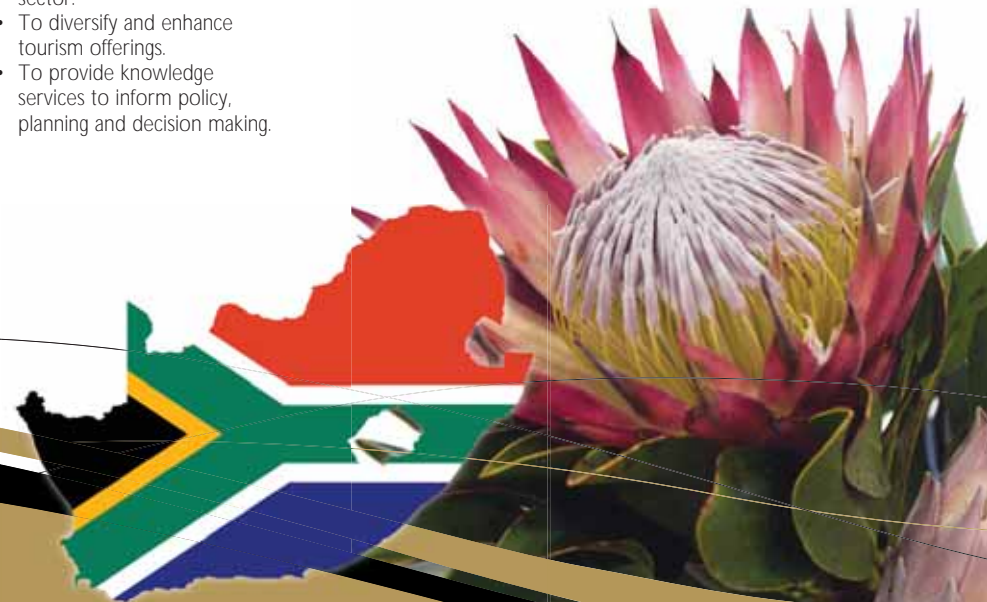 sector.
• To diversify and enhance
tourism offerings.
• To provide knowledge
services to inform policy,
planning and decision making.